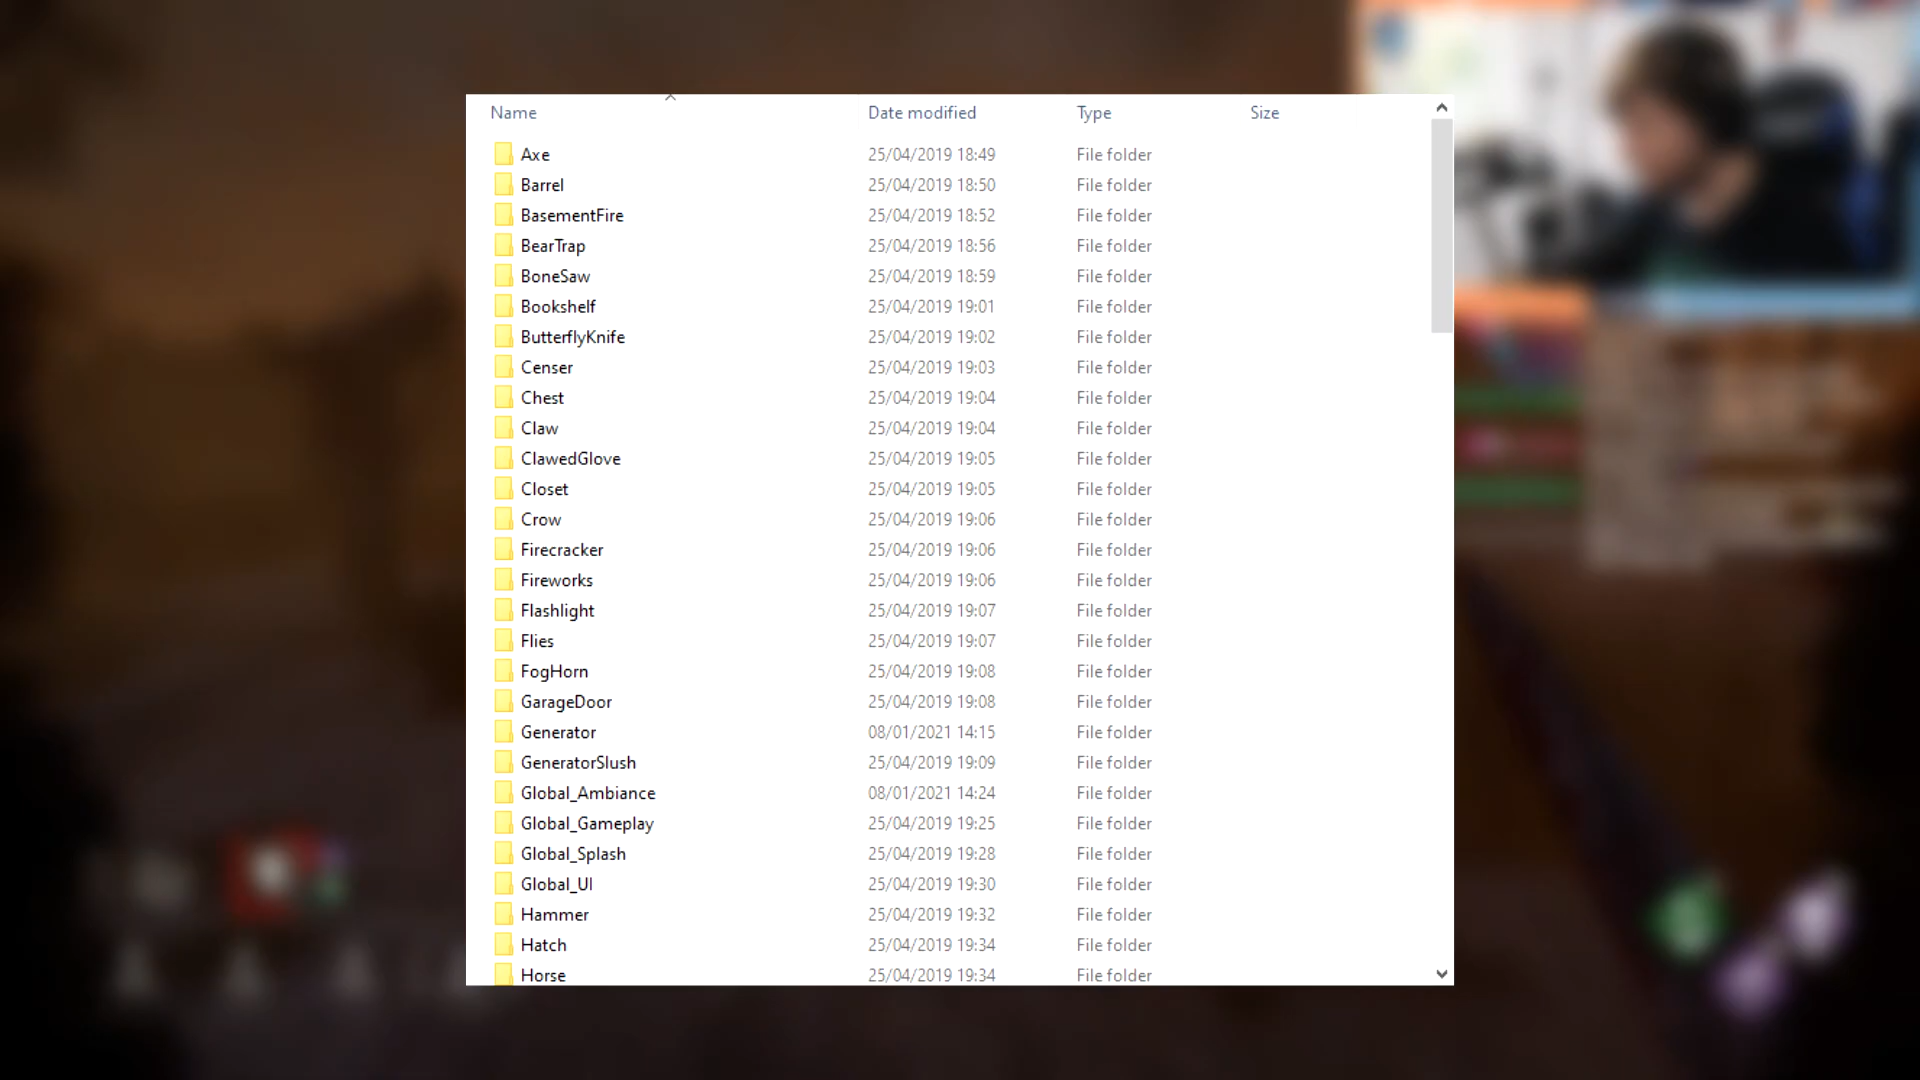 Name Date modified Type Size
Axe 25/04/2019 18:49 File folder
Barrel 25/04/2019 18:50 File folder
BasementFire 25/04/2019 18:52 File folder
BearTrap 25/04/2019 18:56 File folder
BoneSaw 25/04/2019 18:59 File folder
Bookshelf 25/04/2019 19:01 File folder
ButterflyKnife 25/04/2019 19:02 File folder
Censer 25/04/2019 19:03 File folder
Chest 25/04/2019 19:04 File folder
Claw 25/04/2019 19:04 File folder
ClawedGlove 25/04/2019 19:05 File folder
Closet 25/04/2019 19:05 File folder
Crow 25/04/2019 19:06 File folder
Firecracker 25/04/2019 19:06 File folder
Fireworks 25/04/2019 19:06 File folder
Flashlight 25/04/2019 19:07 File folder
Flies 25/04/2019 19:07 File folder
FogHorn 25/04/2019 19:08 File folder
GarageDoor 25/04/2019 19:08 File folder
Generator 08/01/2021 14:15 File folder
GeneratorSlush 25/04/2019 19:09 File folder
Global_Ambiance 08/01/2021 14:24 File folder
Global_Gameplay 25/04/2019 19:25 File folder
Global_Splash 25/04/2019 19:28 File folder
Global_UI 25/04/2019 19:30 File folder
Hammer 25/04/2019 19:32 File folder
Hatch 25/04/2019 19:34 File folder
Horse 25/04/2019 19:34 File folder